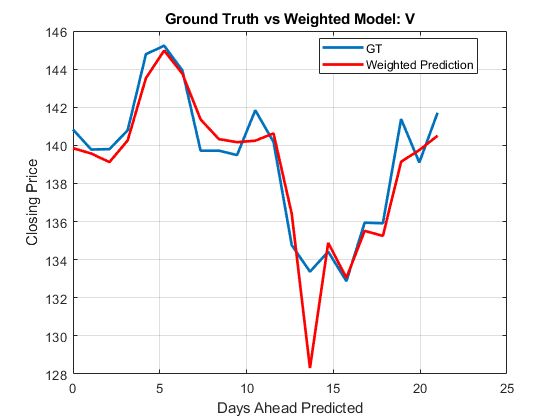 Ground Truth vs Weighted Model: V
GT
Weighted Prediction
Closing Price
146
144
142
140
138
136
134
132
130
128
0 5 10 15 20 25
Days Ahead Predicted